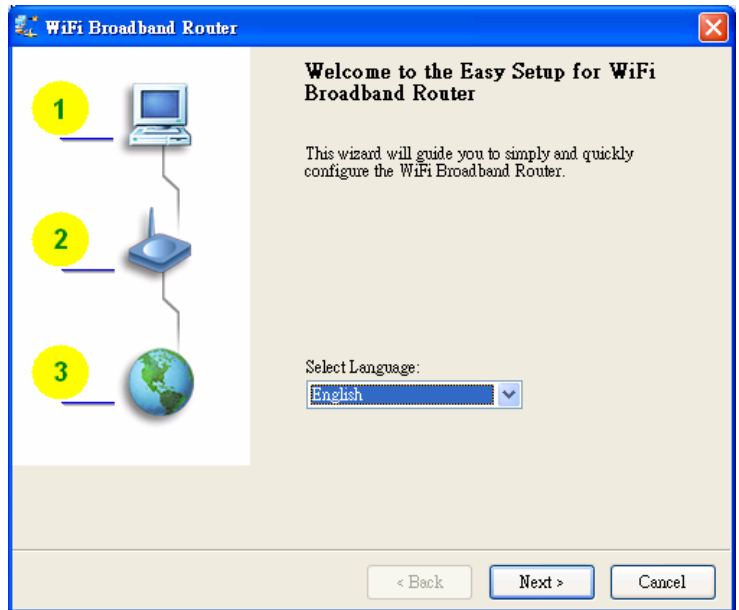 WiFi Broadband Router
1
2
3
Welcome to the Easy Setup for WiFi
Broadband Router
This wizard will guide you to simply and quickly
configure the WiFi Broadband Router.
Select Language:
English
< Back
Next >
Cancel